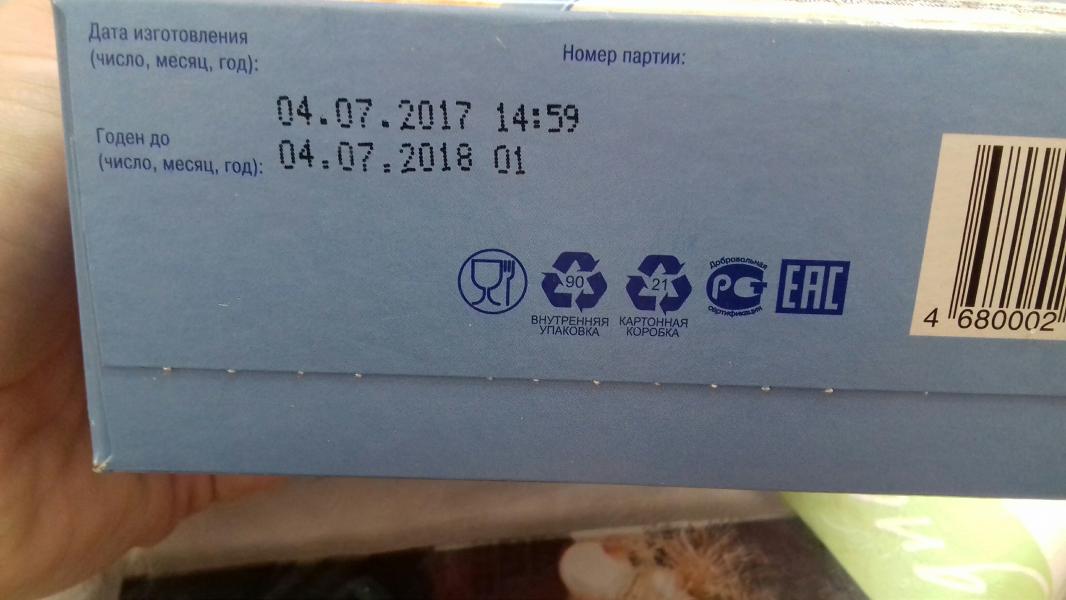 Дата изготовления
(число, месяц, год):
Номер партии:
04.07.2017 14:59
Годен до
(число, месяц, год):
04.07.2018 01
90
ВНУТРЕННЯЯ
УПАКОВКА
21
КАРТОННАЯ
КОРОБКА
Добровольная
РСТ
сертификация
EAC
4 680002